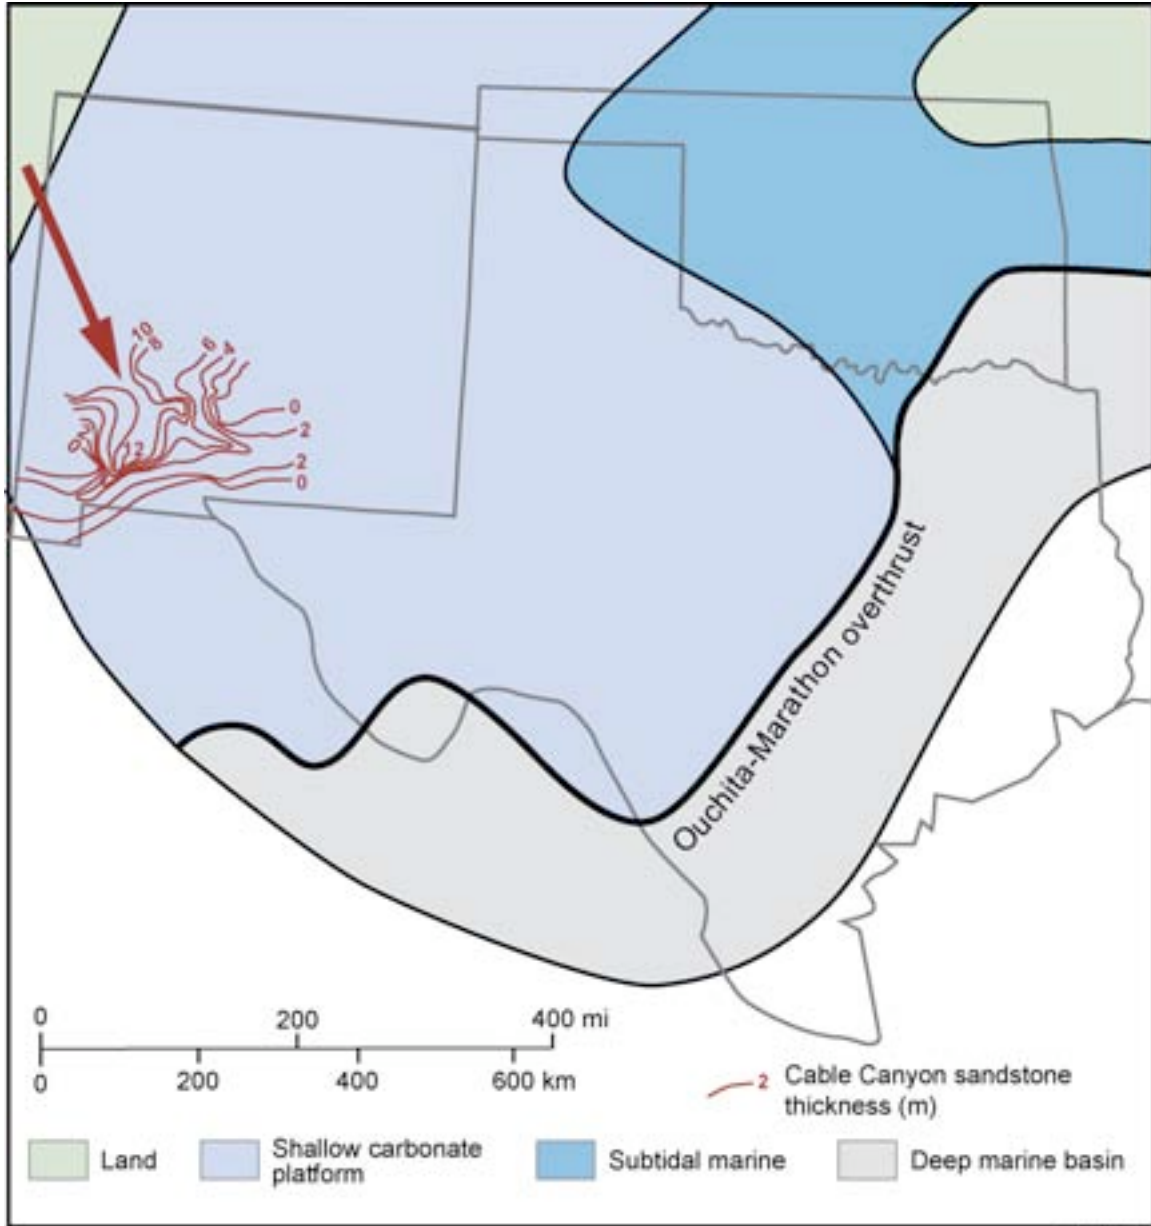 10
8
6
4
0
2
12
2
0
Ouchita-Marathon overthrust
0 200 400 mi
0 200 400 600 km
2 Cable Canyon sandstone
thickness (m)
Land
Shallow carbonate
platform
Subtidal marine
Deep marine basin